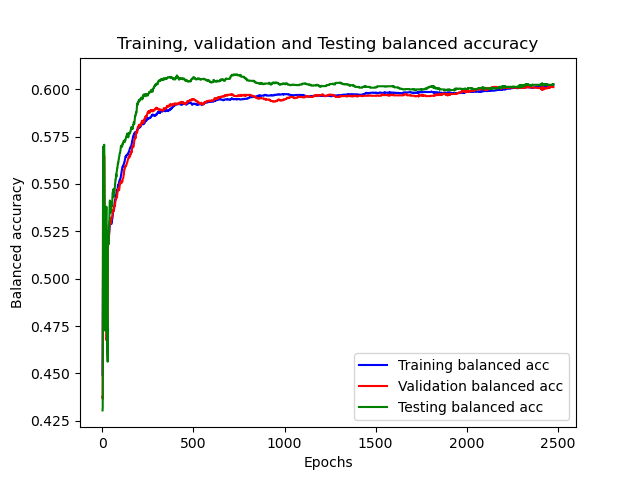 Training, validation and Testing balanced accuracy
Balanced accuracy
0.600
0.575
0.550
0.525
0.500
0.475
0.450
0.425
0
500
1000
1500
2000
2500
Epochs
Training balanced acc
Validation balanced acc
Testing balanced acc